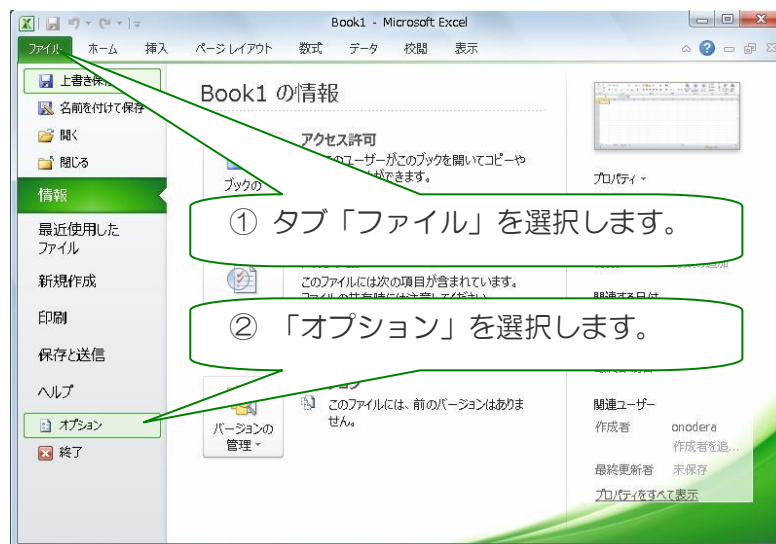 Book1 - Microsoft Excel
ファイル ホーム 挿入 ページ レイアウト 数式 データ 校閲 表示
上書き保存
名前を付けて保存
開く
閉じる
情報
最近使用した
ファイル
新規作成
印刷
保存と送信
ヘルプ
オプション
終了
Book1 の情報
アクセス許可
ユーザーがこのブックを開いてコピーや
できます。
ブックの
① タブ「ファイル」を選択します。
このファイルには次の項目が含まれています。
② 「オプション」を選択します。
このファイルには、前のバージョンはありま
せん。
バージョンの
管理
プロパティ
関連する日付
関連ユーザー
作成者 onodera
作成者を追...
最終更新者 未保存
プロパティをすべて表示